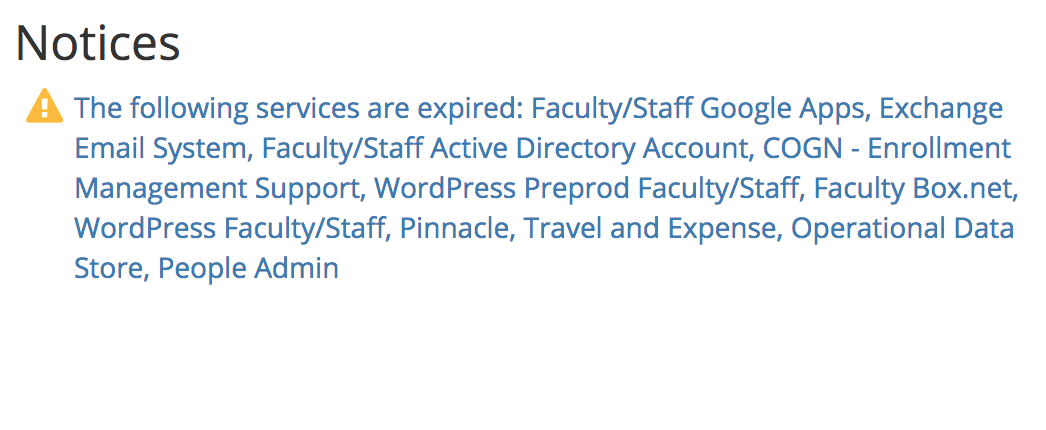 Notices
The following services are expired: Faculty/Staff Google Apps, Exchange
Email System, Faculty/Staff Active Directory Account, COGN - Enrollment
Management Support, WordPress Preprod Faculty/Staff, Faculty Box.net,
WordPress Faculty/Staff, Pinnacle, Travel and Expense, Operational Data
Store, People Admin